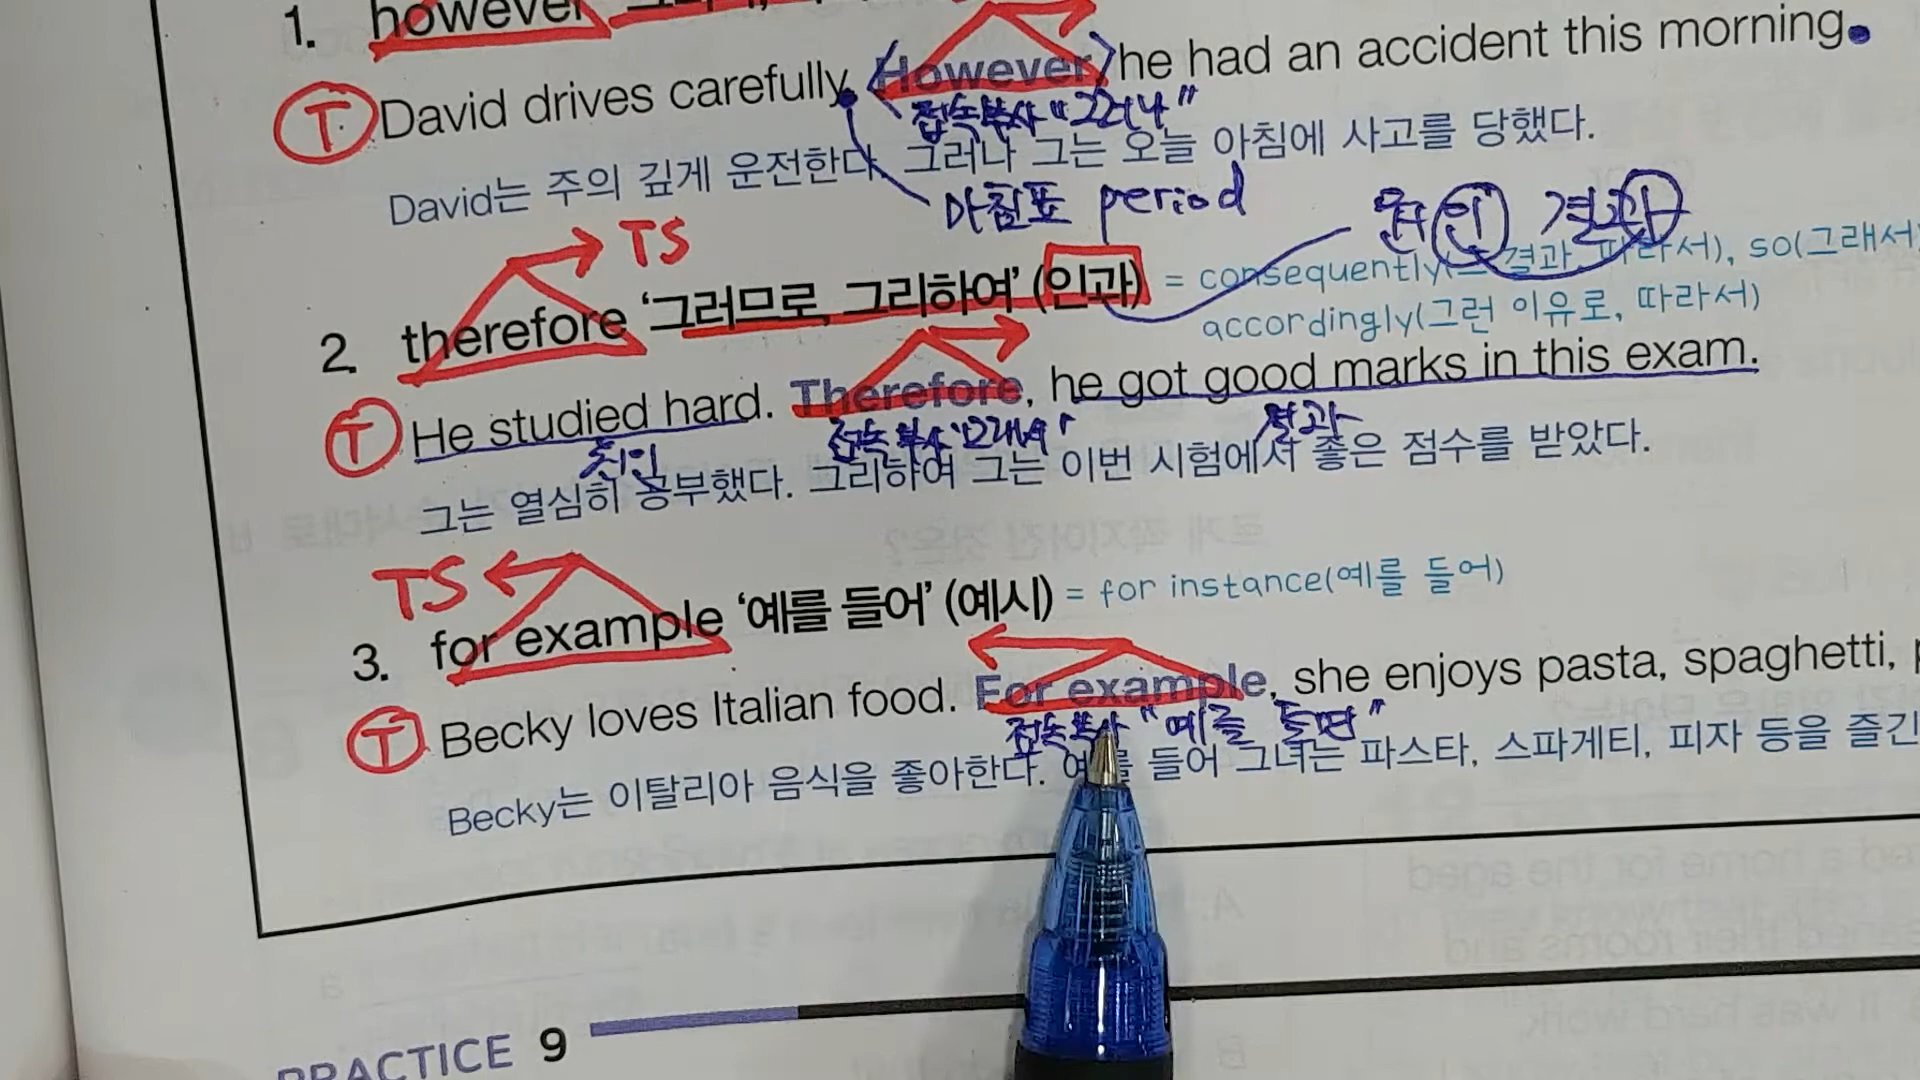 1. however
David drives carefully. However, he had an accident this morning.
T
접속부사 "그러나"
David는 주의 깊게 운전한다. 그러나 그는 오늘 아침에 사고를 당했다.
마침표 period
원인 결과
TS
2. therefore '그러므로, 그리하여' (인과) = consequently( 결과, 따라서), so(그래서
accordingly(그런 이유로, 따라서)
T He studied hard. Therefore, he got good marks in this exam.
원인 접속부사 "그래서" 결과
그는 열심히 공부했다. 그리하여 그는 이번 시험에서 좋은 점수를 받았다.
TS
3. for example '예를 들어' (예시) = for instance(예를 들어)
T Becky loves Italian food. For example, she enjoys pasta, spaghetti, p
접속부사 "예를 들면"
Becky는 이탈리아 음식을 좋아한다. 예를 들어 그녀는 파스타, 스파게티, 피자 등을 즐긴
PRACTICE 9